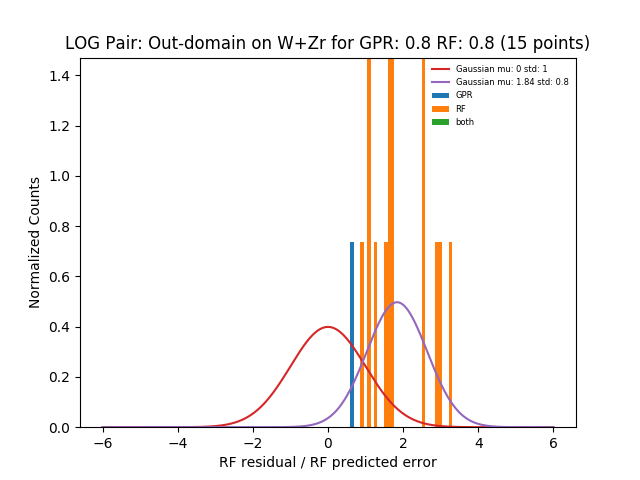 LOG Pair: Out-domain on W+Zr for GPR: 0.8 RF: 0.8 (15 points)
Gaussian mu: 0 std: 1
Gaussian mu: 1.84 std: 0.8
GPR
RF
both
Normalized Counts
1.4
1.2
1.0
0.8
0.6
0.4
0.2
0.0
−6 −4 −2 0 2 4 6
RF residual / RF predicted error